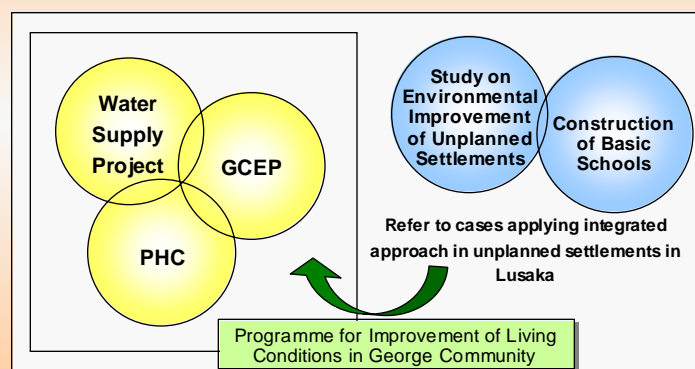 Water
Supply
Project
GCEP
PHC
Study on
Environmental
Improvement
of Unplanned
Settlements
Construction
of Basic
Schools
Refer to cases applying integrated
approach in unplanned settlements in
Lusaka
Programme for Improvement of Living
Conditions in George Community